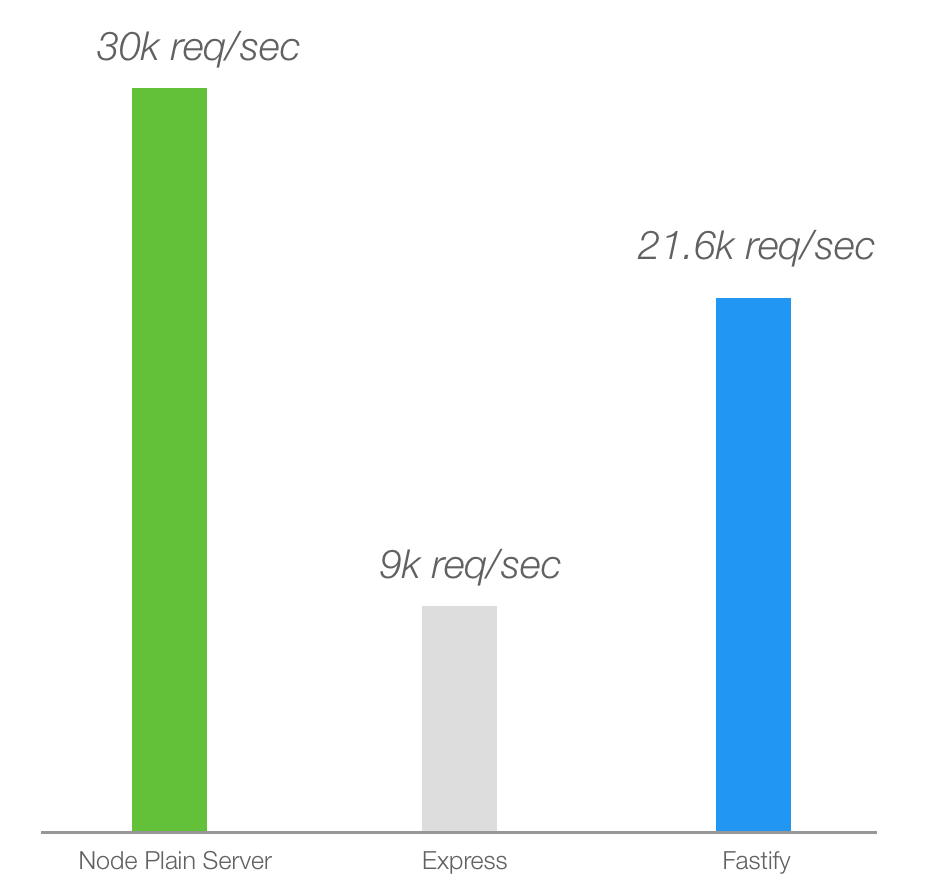 30k req/sec
21.6k req/sec
9k req/sec
Node Plain Server
Express
Fastify